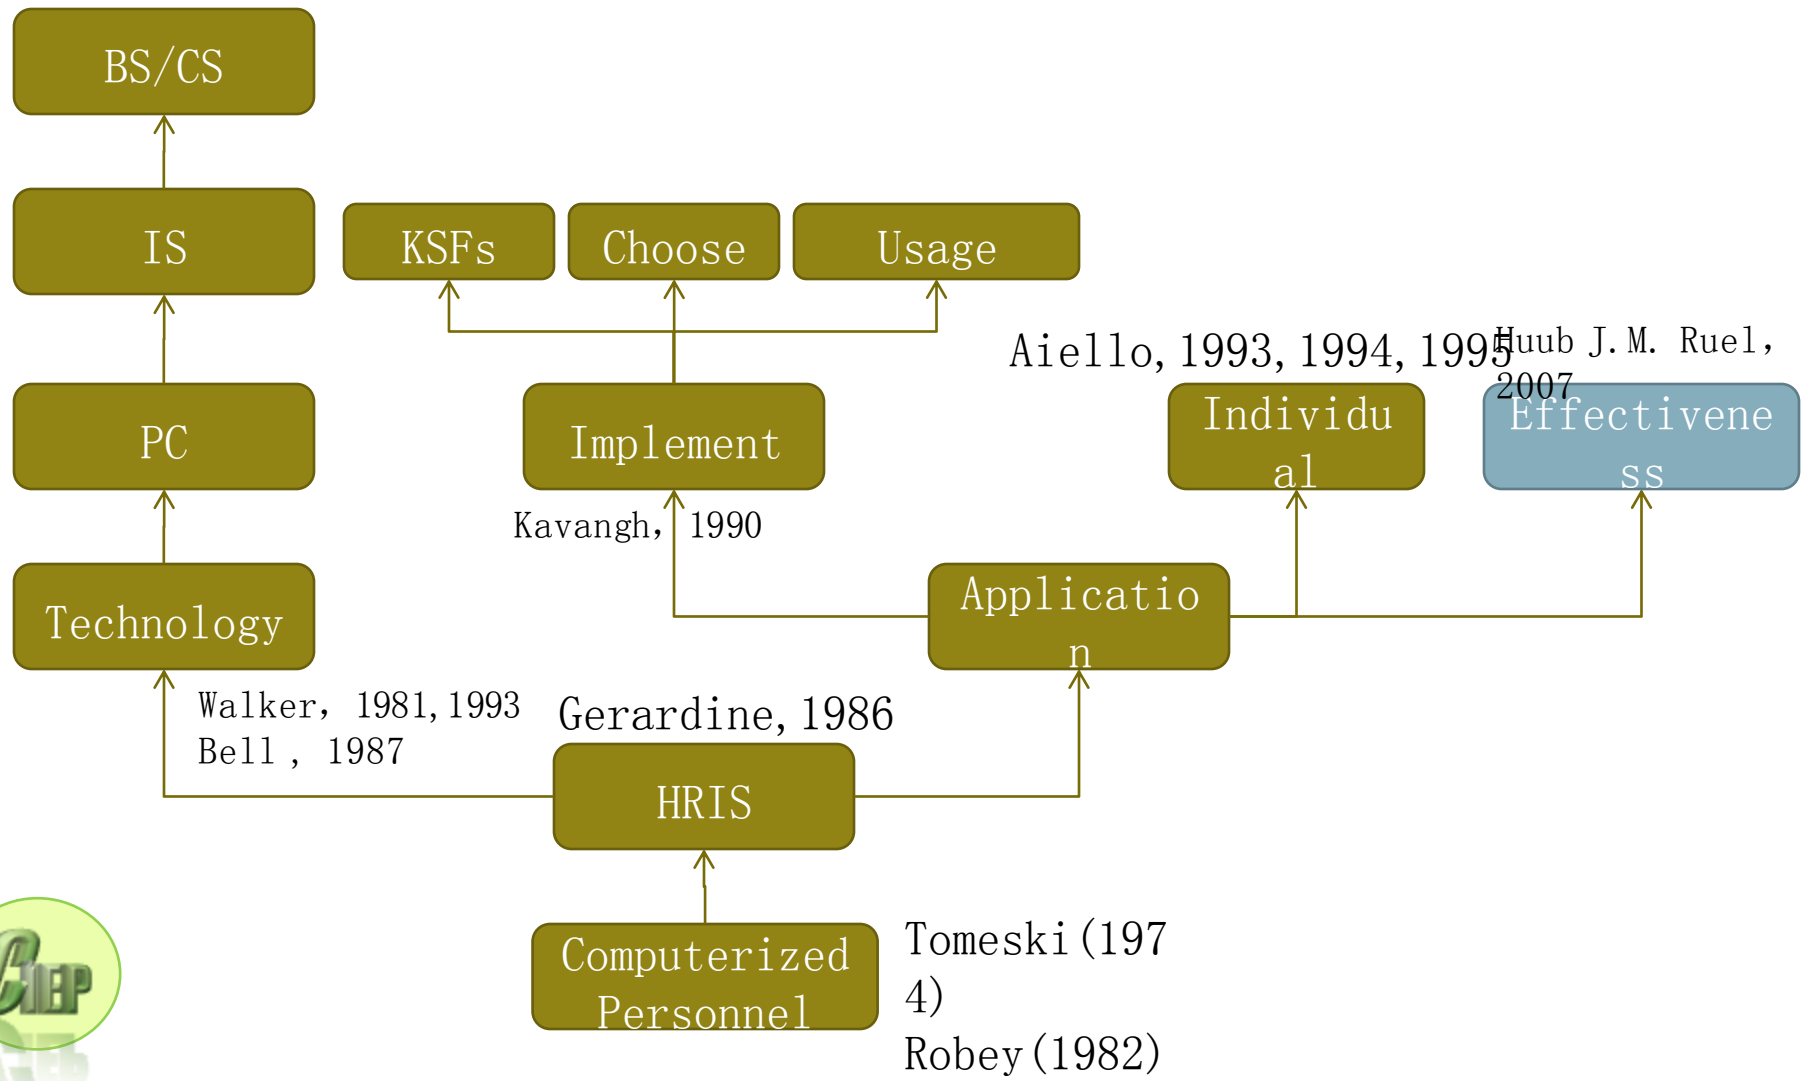 BS/CS
IS
KSFs
Choose
Usage
Aiello,1993,1994,1995
Huub J.M. Ruel,
2007
PC
Implement
Individu
al
Effectivene
ss
Kavangh, 1990
Technology
Applicatio
n
Walker, 1981,1993
Bell , 1987
Gerardine,1986
HRIS
Computerized
Personnel
Tomeski(197
4)
Robey(1982)
CIEP